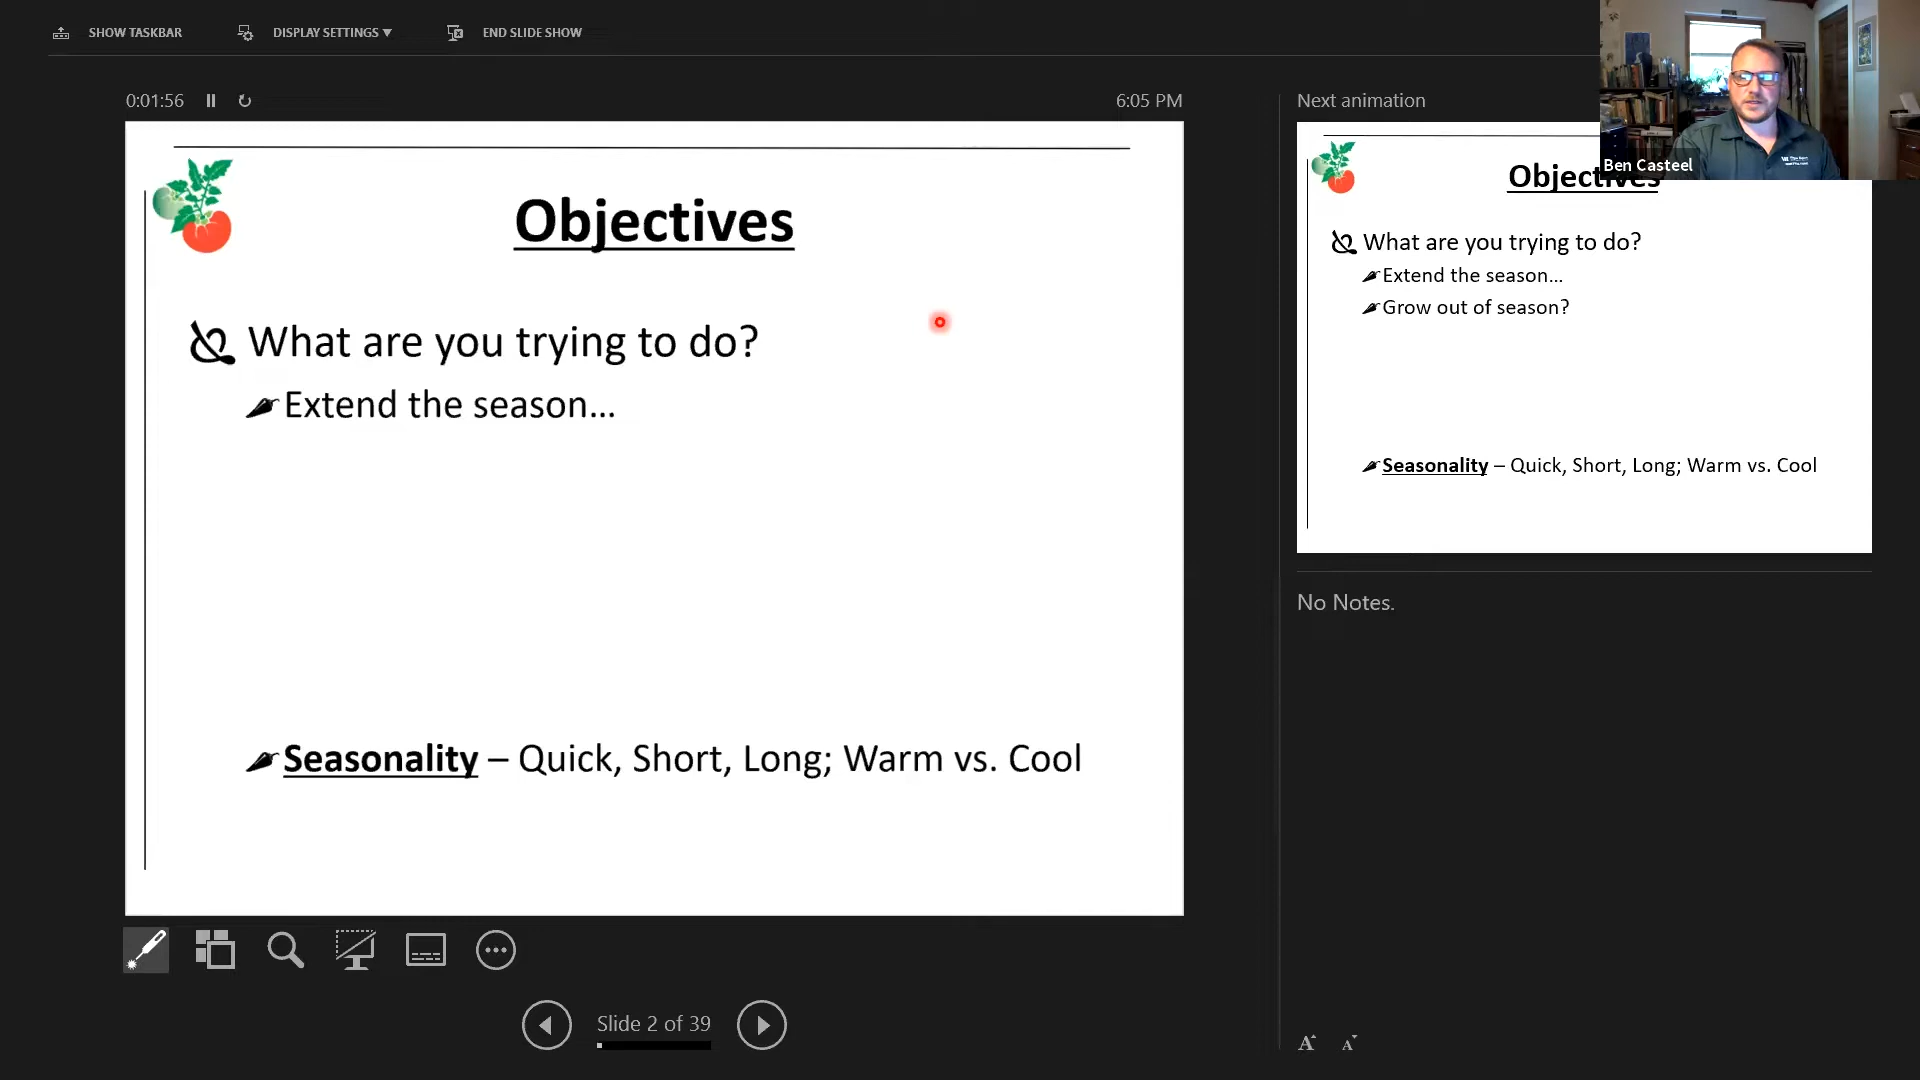 SHOW TASKBAR
DISPLAY SETTINGS ▼
END SLIDE SHOW
0:01:56
6:05 PM
Objectives
What are you trying to do?
Extend the season...
Seasonality – Quick, Short, Long; Warm vs. Cool
Slide 2 of 39
Next animation
Ben Casteel
Objectives
What are you trying to do?
Extend the season...
Grow out of season?
Seasonality – Quick, Short, Long; Warm vs. Cool
No Notes.
A A